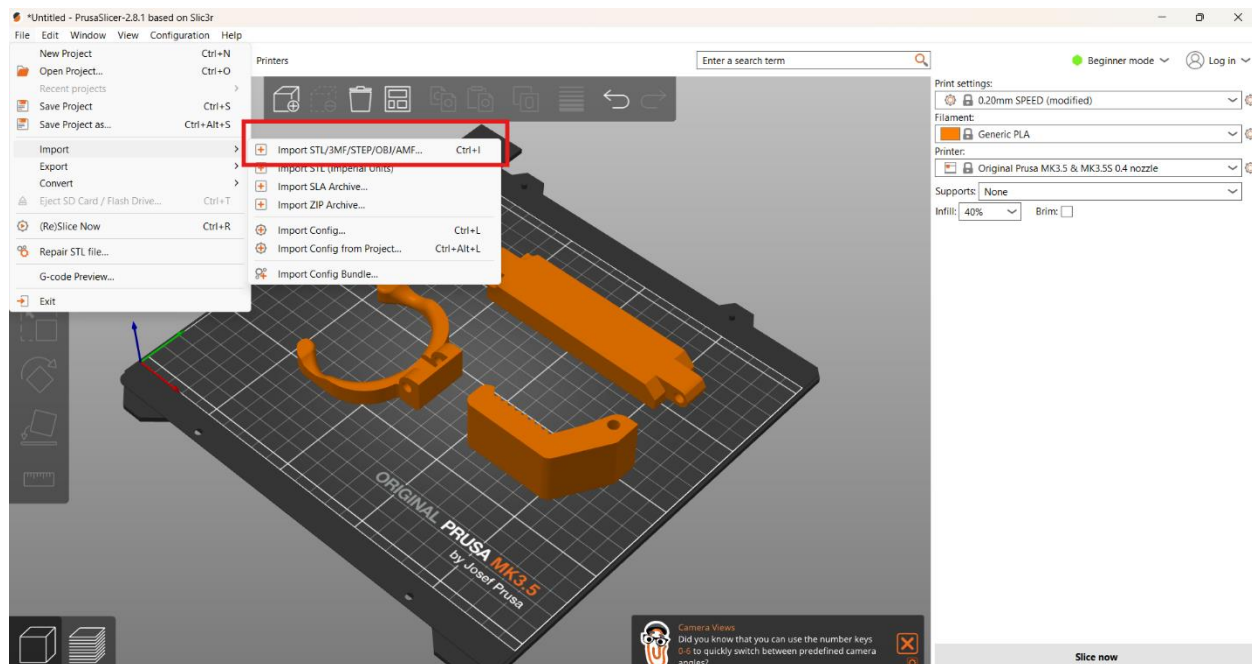 *Untitled - PrusaSlicer-2.8.1 based on Slic3r
File Edit Window View Configuration Help
New Project Ctrl+N
Open Project... Ctrl+O
Recent projects
Save Project Ctrl+S
Save Project as... Ctrl+Alt+S
Import
Export
Convert
Eject SD Card / Flash Drive... Ctrl+T
(Re)Slice Now Ctrl+R
Repair STL file...
G-code Preview...
Exit
Import STL/3MF/STEP/OBJ/AMF... Ctrl+I
Import STL (Imperial Units)
Import SLA Archive...
Import ZIP Archive...
Import Config... Ctrl+L
Import Config from Project... Ctrl+Alt+L
Import Config Bundle...
Printers
Enter a search term
Beginner mode
Log in
Print settings:
0.20mm SPEED (modified)
Filament:
Generic PLA
Printer:
Original Prusa MK3.5 & MK3.5S 0.4 nozzle
Supports: None
Infill: 40% Brim:
ORIGINAL PRUSA MK3.5
by Josef Prusa
Camera Views
Did you know that you can use the number keys
0-6 to quickly switch between predefined camera
angles?
Slice now